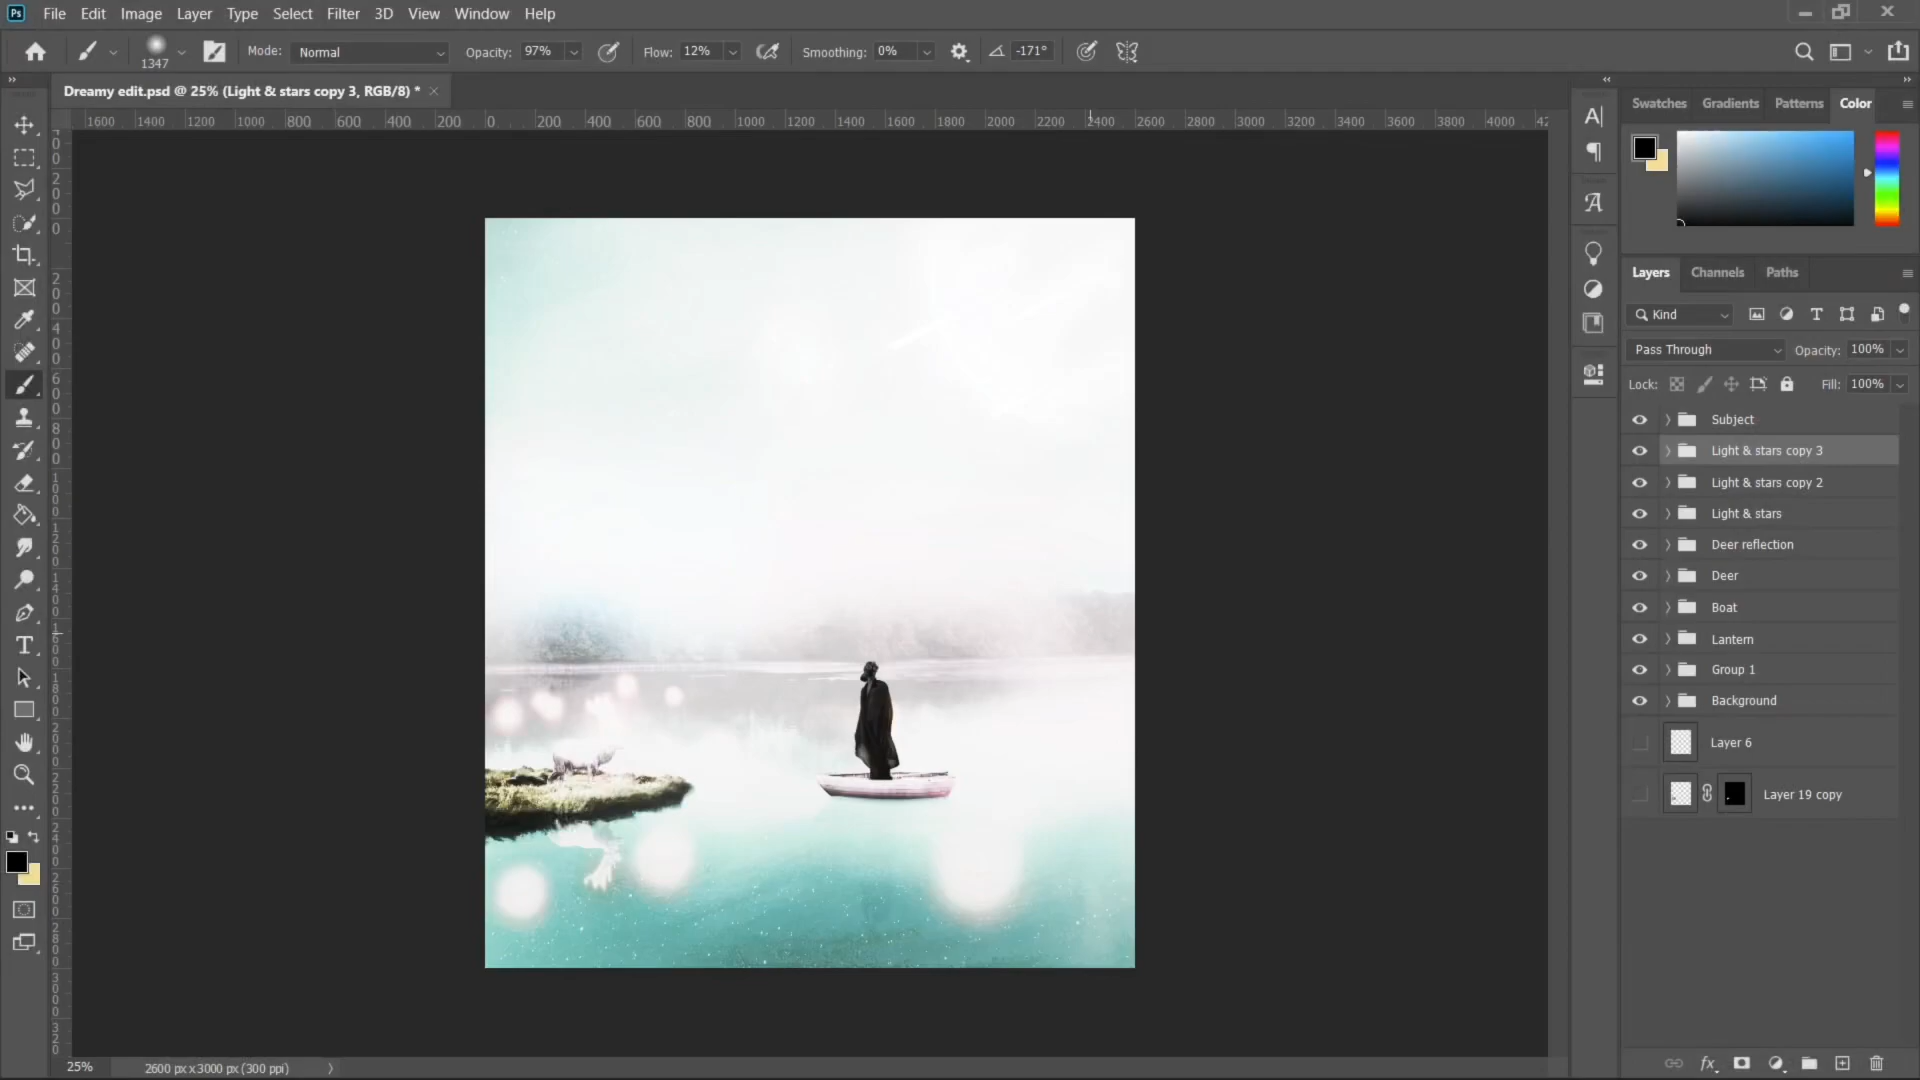 Ps File Edit Image Layer Type Select Filter 3D View Window Help
1347 Mode: Normal Opacity: 97% Flow: 12% Smoothing: 0% -171°
Dreamy edit.psd @ 25% (Light & stars copy 3, RGB/8) *
1600 1400 1200 1000 800 600 400 200 0 200 400 600 800 1000 1200 1400 1600 1800 2000 2200 2400 2600 2800 3000 3200 3400 3600 3800 4000 42
Swatches Gradients Patterns Color
Layers Channels Paths
Kind
Pass Through Opacity: 100%
Lock: Fill: 100%
Subject
Light & stars copy 3
Light & stars copy 2
Light & stars
Deer reflection
Deer
Boat
Lantern
Group 1
Background
Layer 6
Layer 19 copy
25% 2600 px x 3000 px (300 ppi)